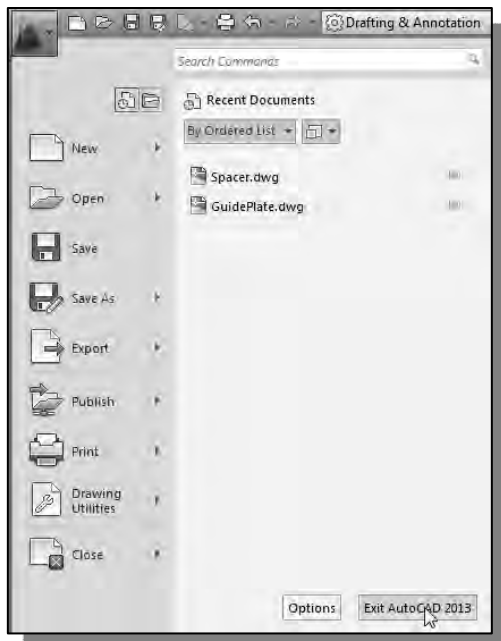 Drafting & Annotation
Search Commands
Recent Documents
By Ordered List
New
Spacer.dwg
Open
GuidePlate.dwg
Save
Save As
Export
Publish
Print
Drawing
Utilities
Close
Options
Exit AutoCAD 2013